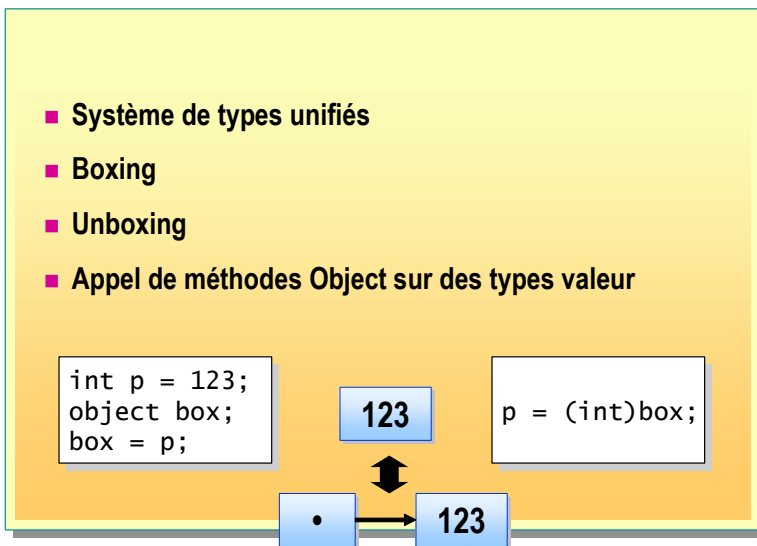 Système de types unifiés
Boxing
Unboxing
Appel de méthodes Object sur des types valeur
int p = 123;
object box;
box = p;
123
p = (int)box;
123